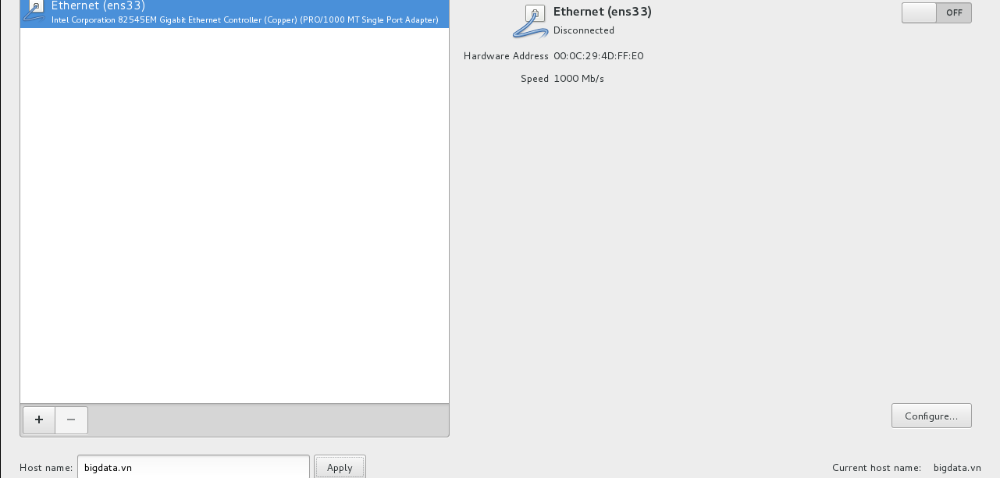 Ethernet (ens33)
Intel Corporation 82545EM Gigabit Ethernet Controller (Copper) (PRO/1000 MT Single Port Adapter)
Ethernet (ens33)
Disconnected
OFF
Hardware Address 00:0C:29:4D:FF:E0
Speed 1000 Mb/s
+ −
Configure...
Host name: bigdata.vn Apply
Current host name: bigdata.vn